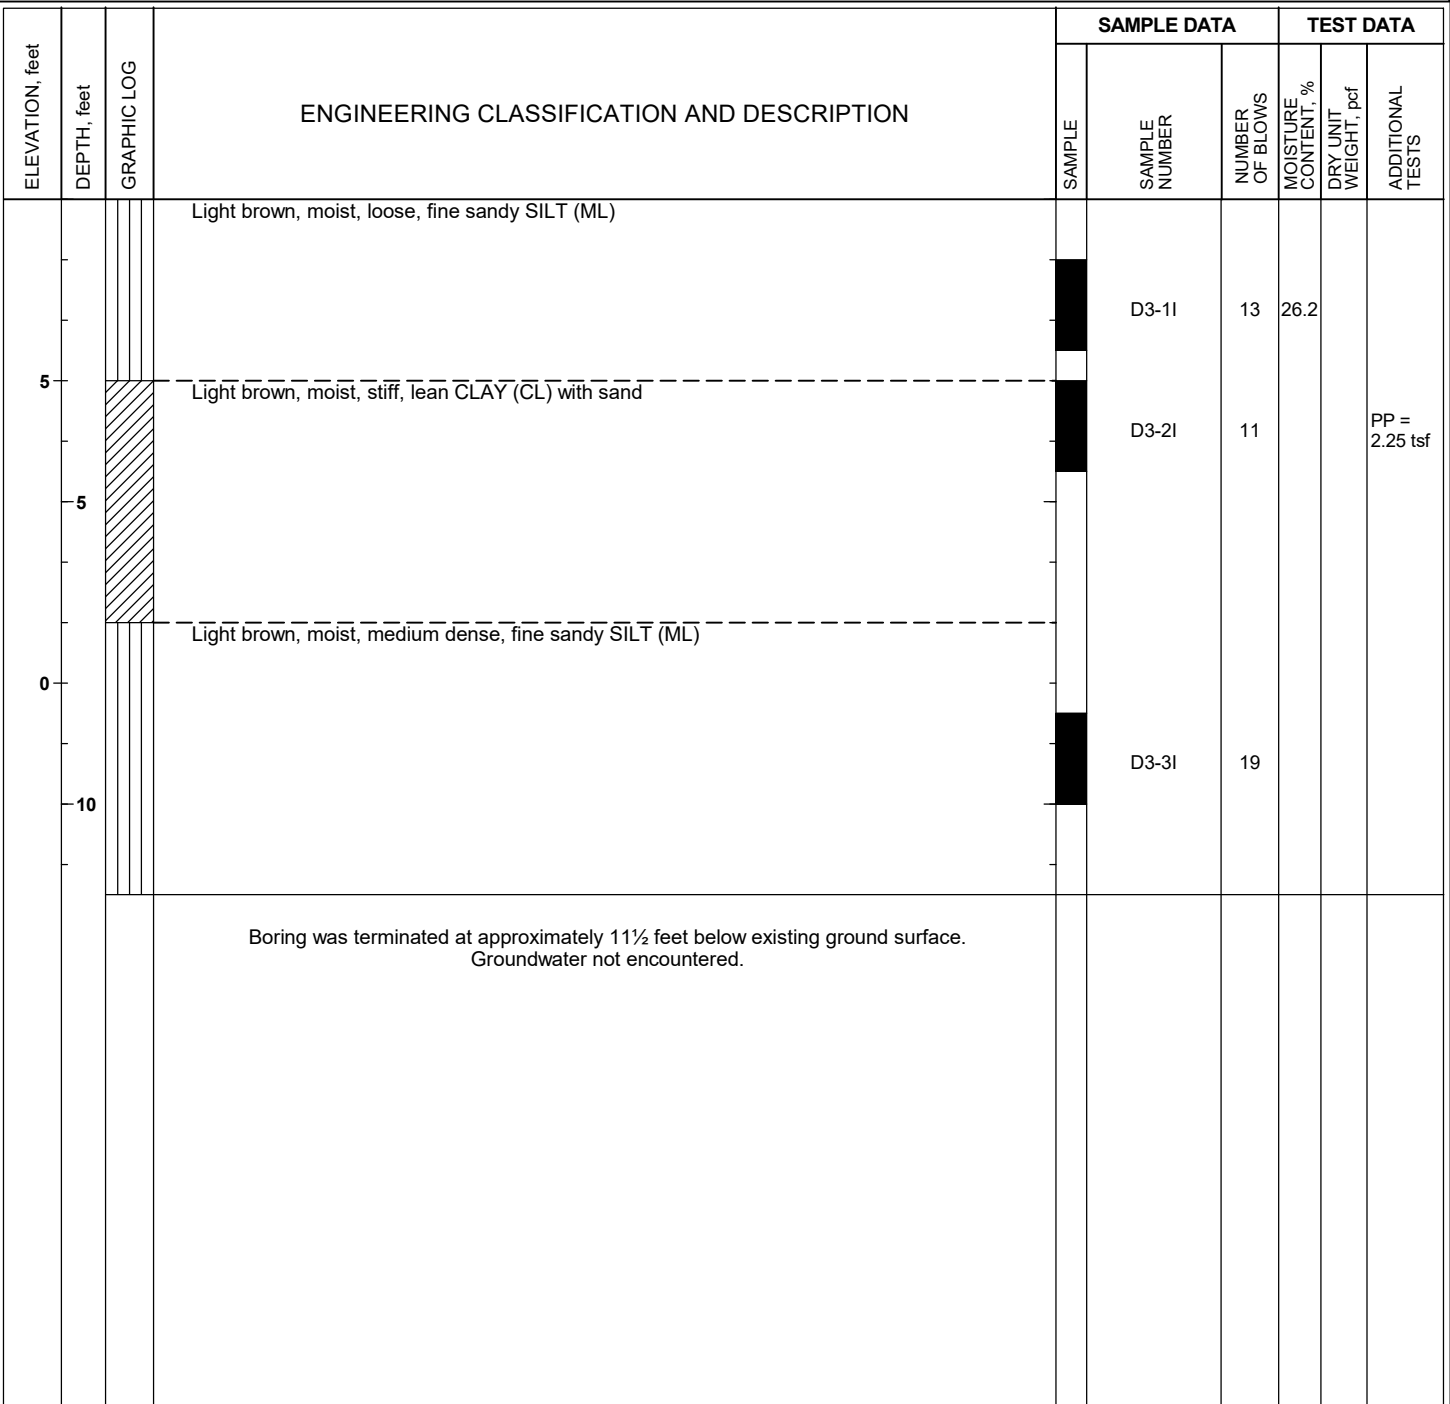 SAMPLE DATA
TEST DATA
ELEVATION, feet
DEPTH, feet
GRAPHIC LOG
ENGINEERING CLASSIFICATION AND DESCRIPTION
SAMPLE
SAMPLE
NUMBER
NUMBER
OF BLOWS
MOISTURE
CONTENT, %
DRY UNIT
WEIGHT, pcf
ADDITIONAL
TESTS
Light brown, moist, loose, fine sandy SILT (ML)
D3-1I 13 26.2
5
Light brown, moist, stiff, lean CLAY (CL) with sand
D3-2I 11
PP =
2.25 tsf
5
Light brown, moist, medium dense, fine sandy SILT (ML)
0
D3-3I 19
10
Boring was terminated at approximately 11½ feet below existing ground surface.
Groundwater not encountered.